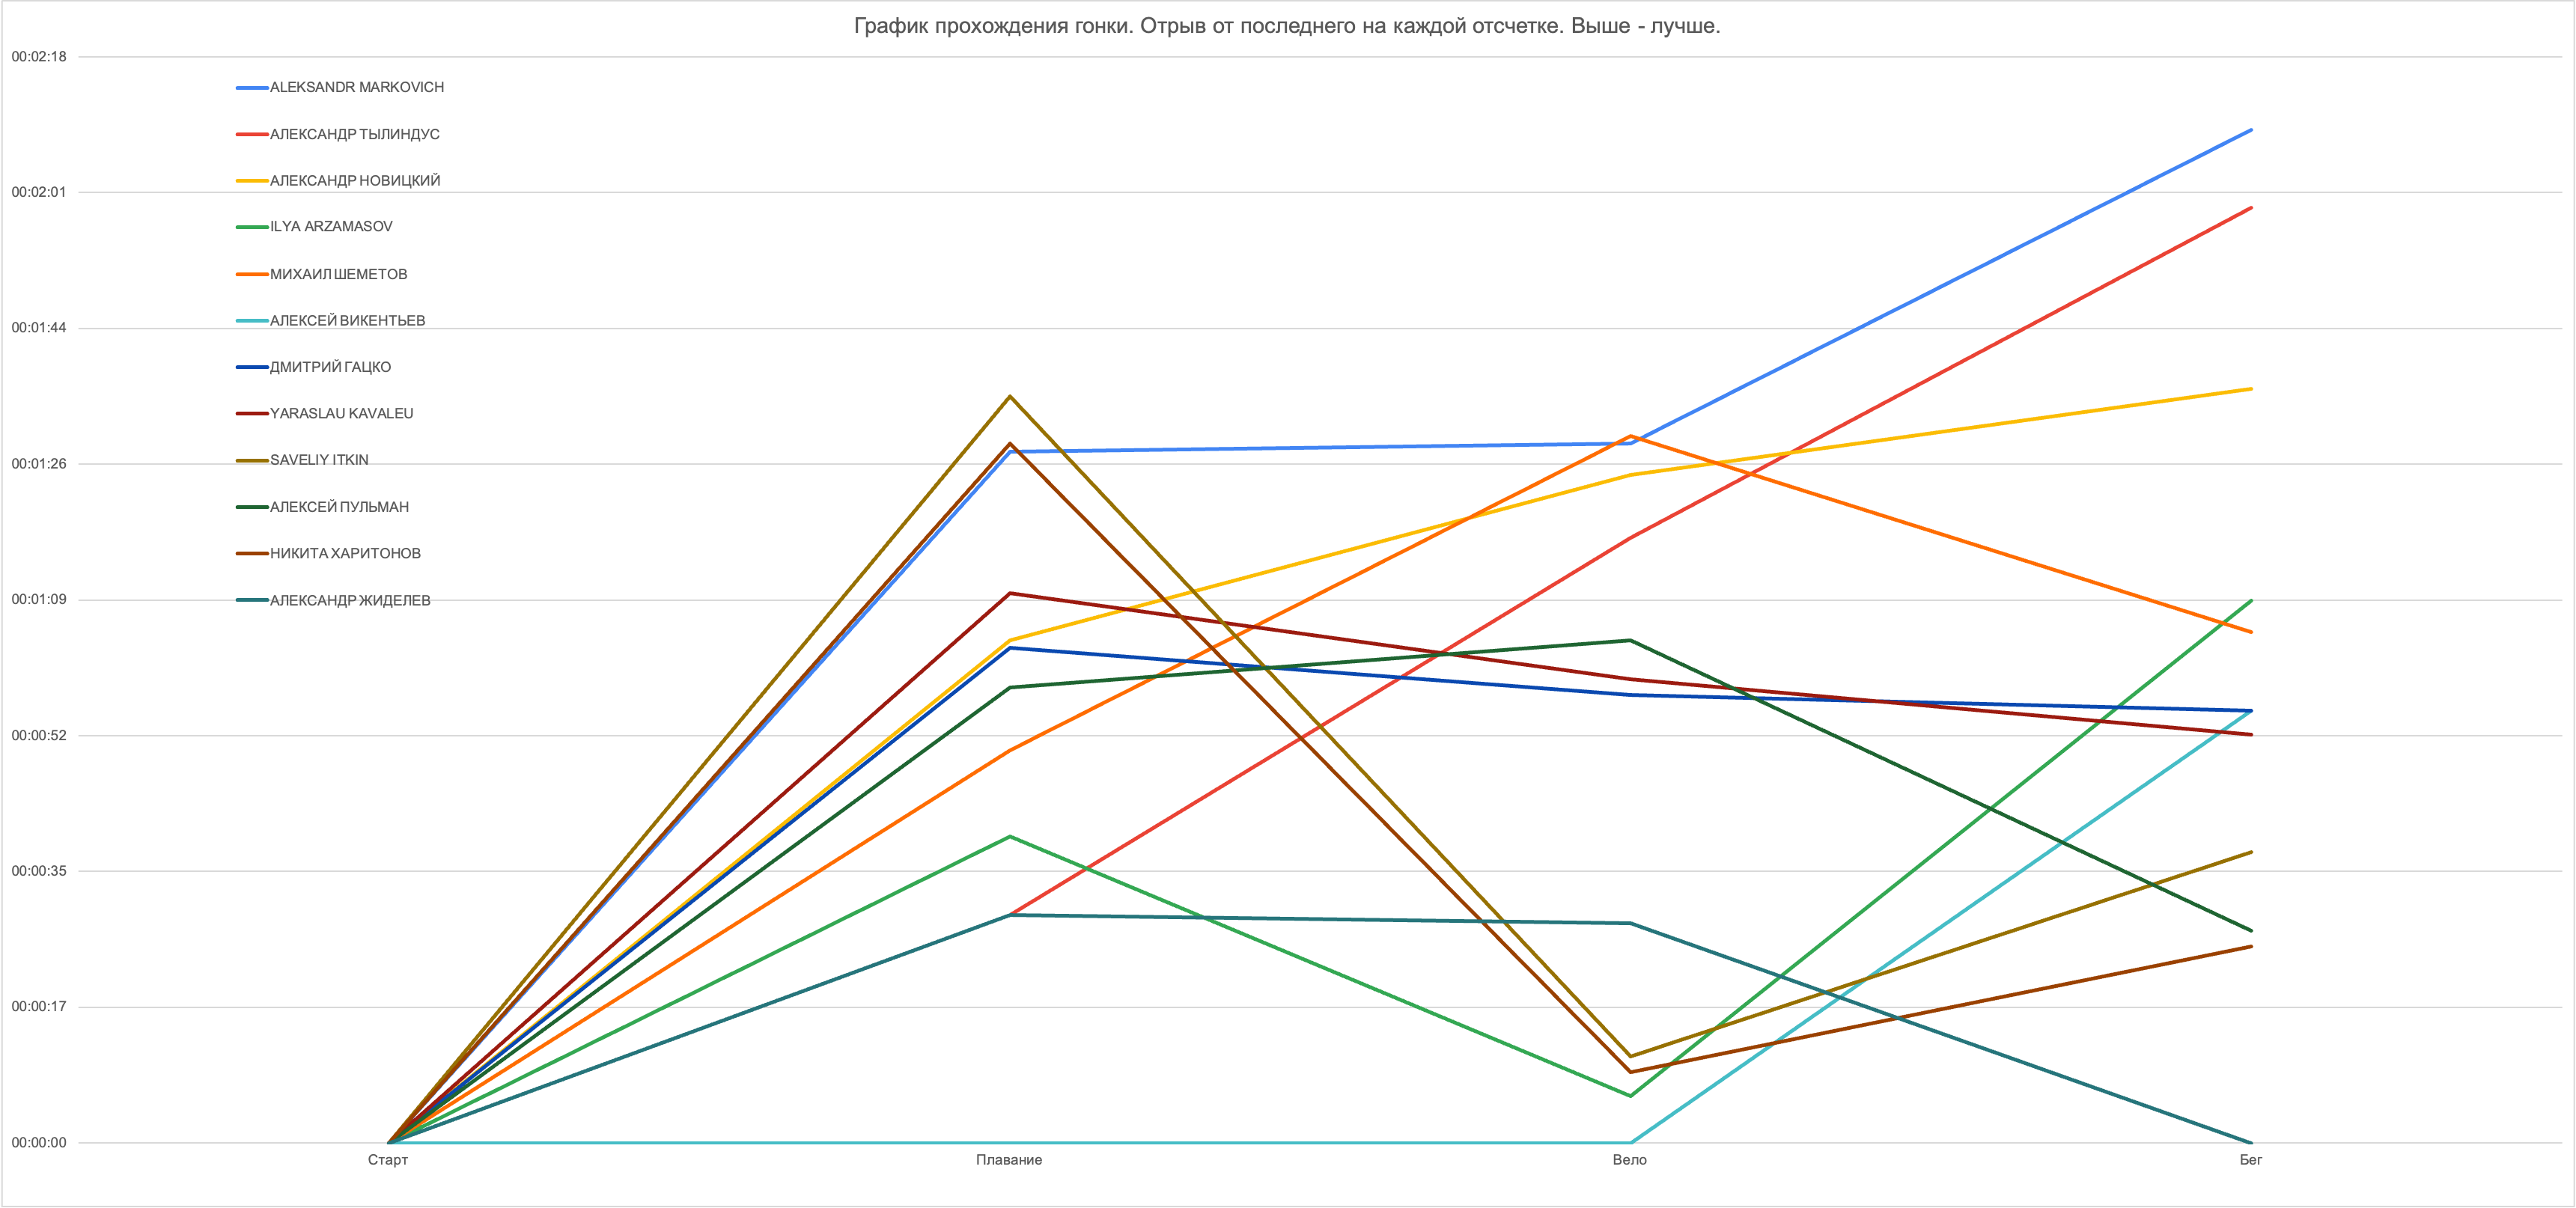 График прохождения гонки. Отрыв от последнего на каждой отсчетке. Выше - лучше.
00:02:18
ALEKSANDR MARKOVICH
АЛЕКСАНДР ТЫЛИНДУС
АЛЕКСАНДР НОВИЦКИЙ
00:02:01
ILYA ARZAMASOV
МИХАИЛ ШЕМЕТОВ
АЛЕКСЕЙ ВИКЕНТЬЕВ
00:01:44
ДМИТРИЙ ГАЦКО
YARASLAU KAVALEU
SAVELIY ITKIN
00:01:26
АЛЕКСЕЙ ПУЛЬМАН
НИКИТА ХАРИТОНОВ
00:01:09
АЛЕКСАНДР ЖИДЕЛЕВ
00:00:52
00:00:35
00:00:17
00:00:00
Старт
Плавание
Вело
Бег